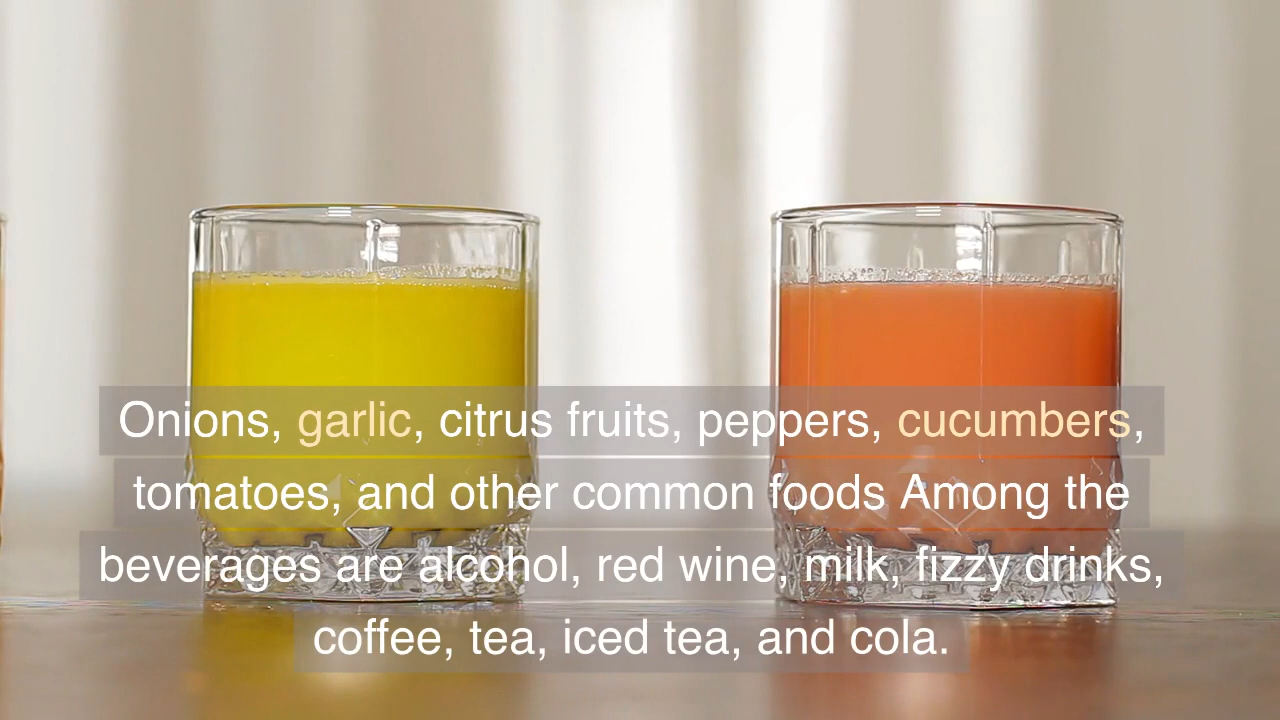 Onions, garlic, citrus fruits, peppers, cucumbers,
tomatoes, and other common foods Among the
beverages are alcohol, red wine, milk, fizzy drinks,
coffee, tea, iced tea, and cola.